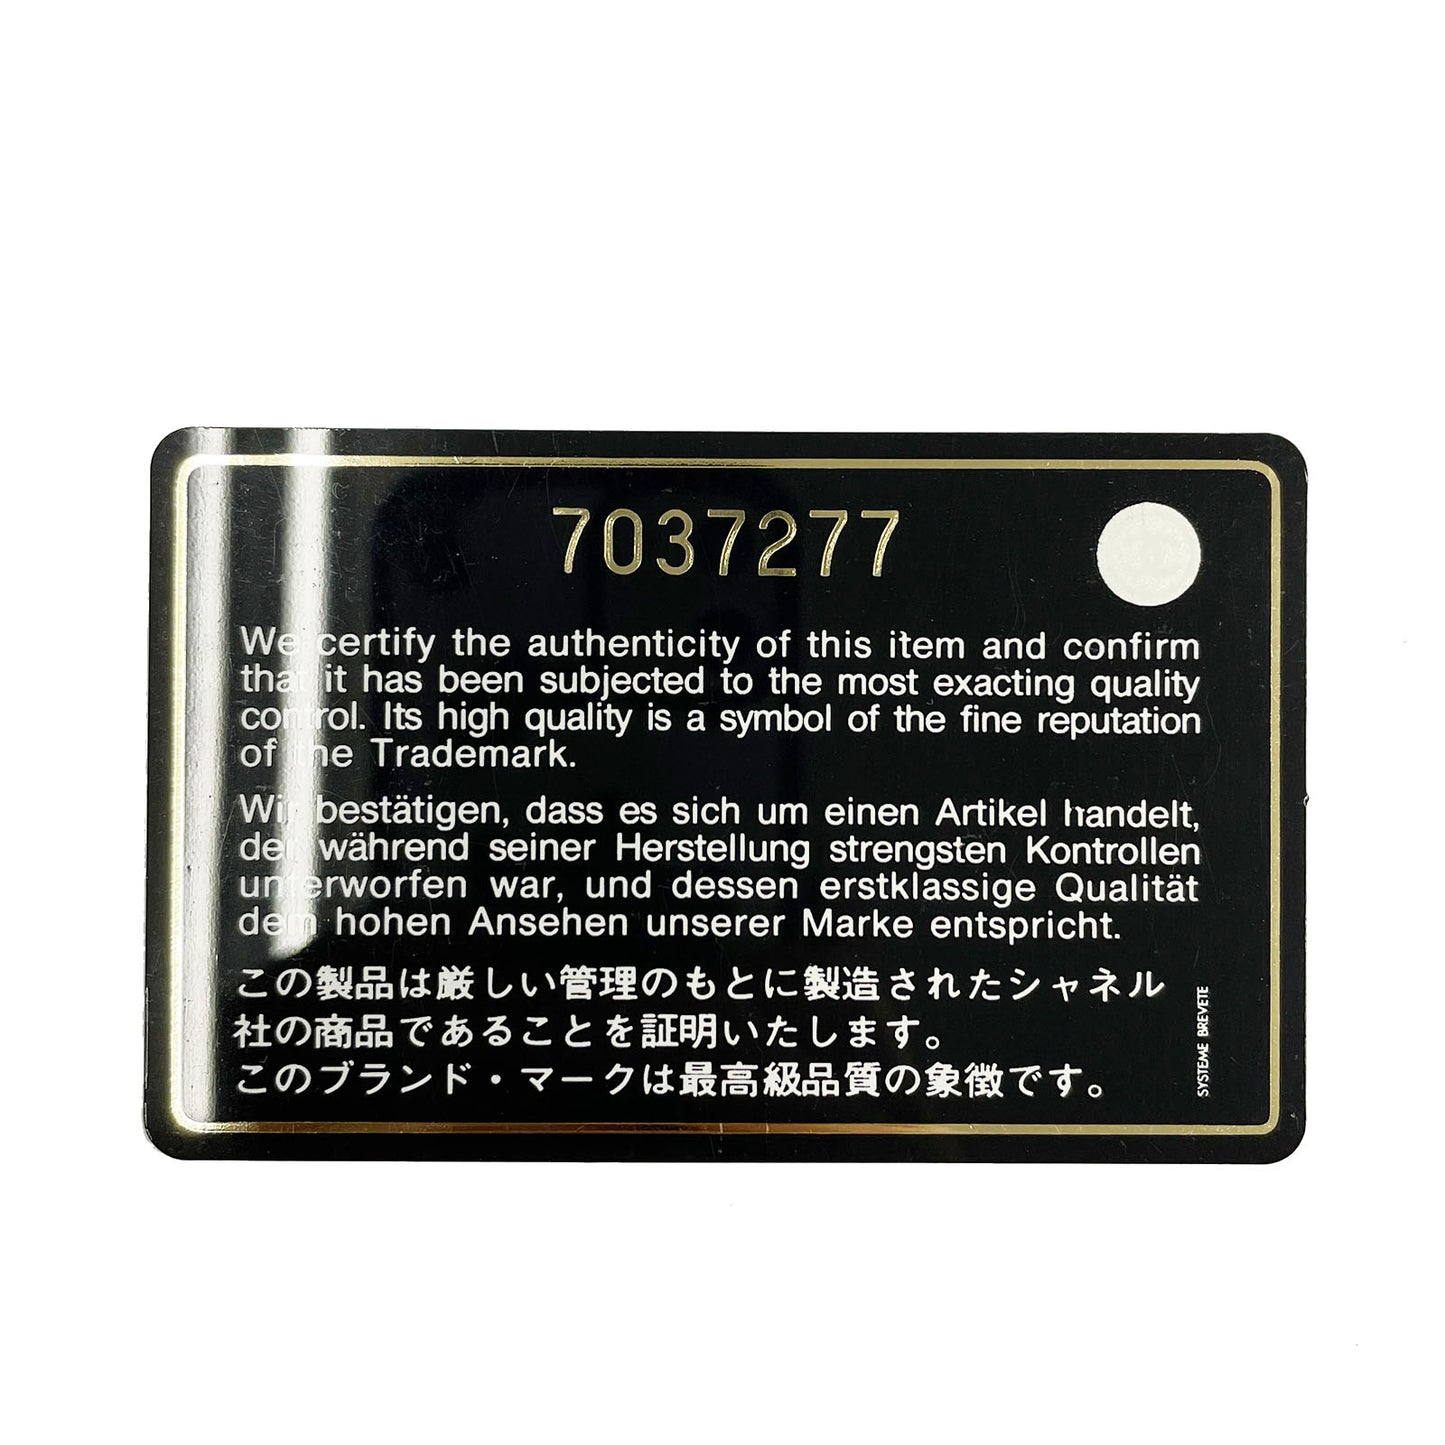 7037277
We certify the authenticity of this item and confirm
that it has been subjected to the most exacting quality
control. Its high quality is a symbol of the fine reputation
of the Trademark.
Wir bestätigen, dass es sich um einen Artikel handelt,
der während seiner Herstellung strengsten Kontrollen
unterworfen war, und dessen erstklassige Qualität
dem hohen Ansehen unserer Marke entspricht.
この製品は厳しい管理のもとに製造されたシャネル
社の商品であることを証明いたします。
このブランド・マークは最高級品質の象徴です。
SYSTEME BREVETE